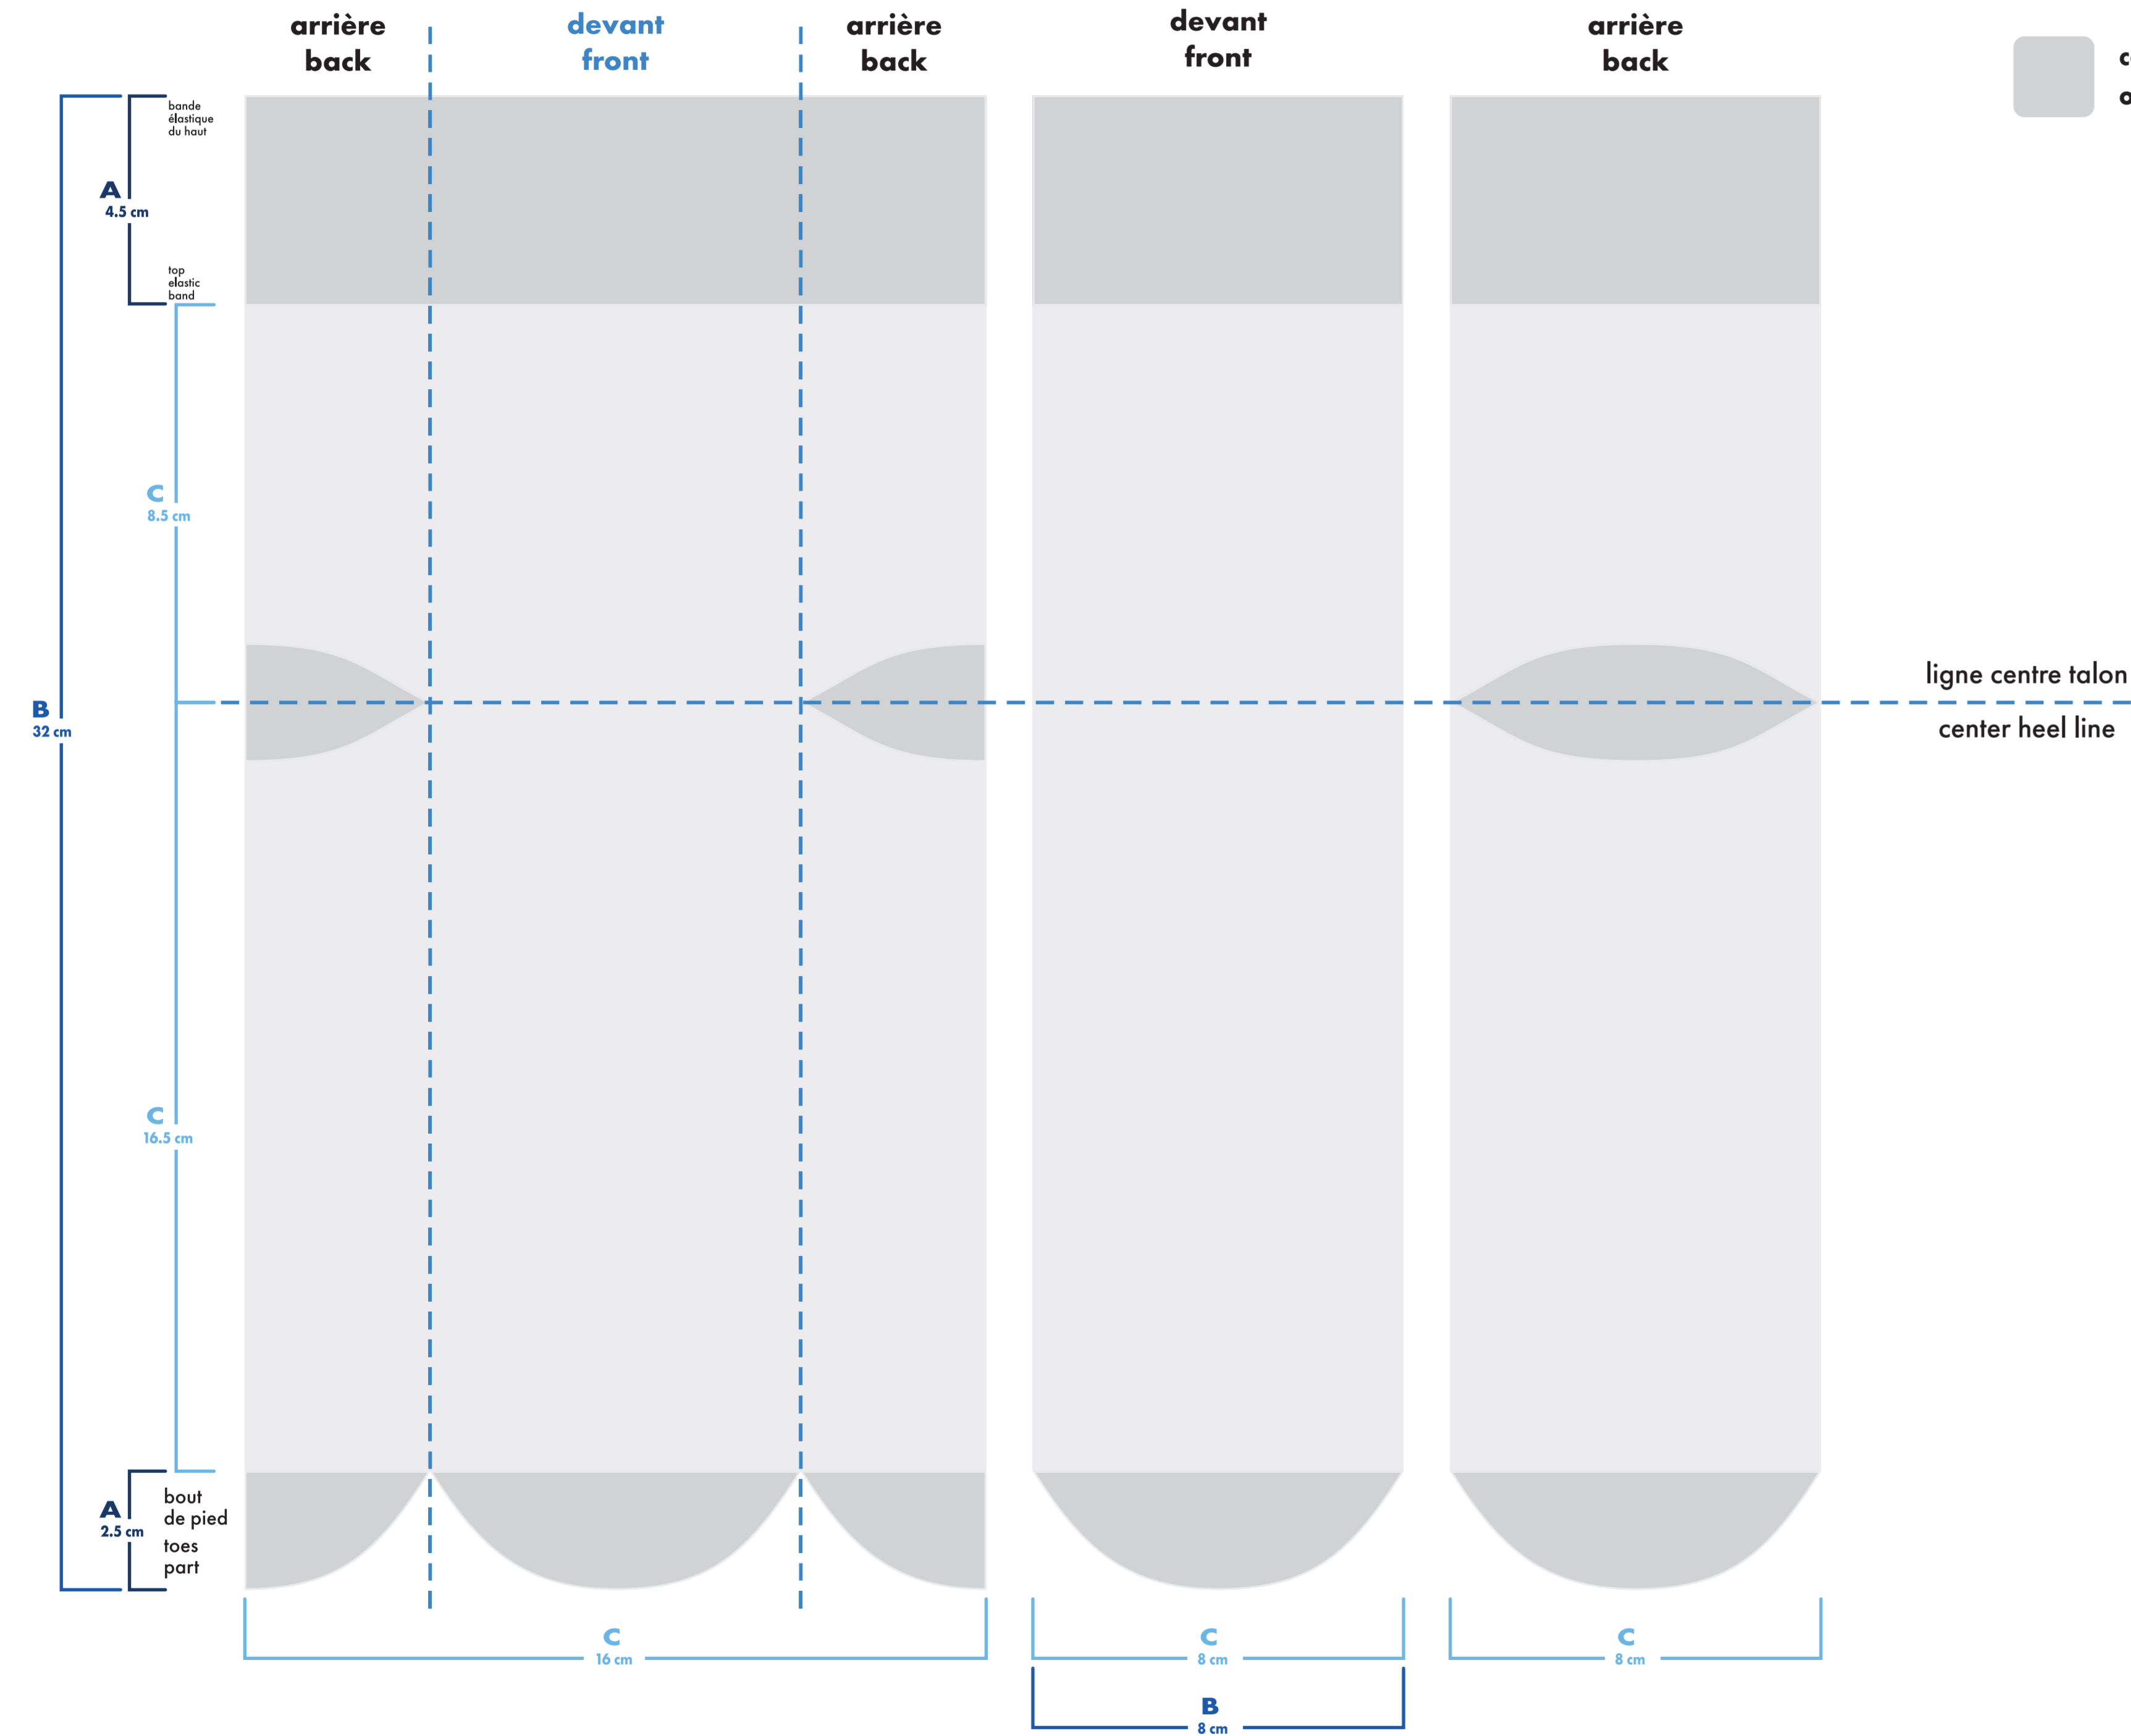 arrière
back
devant
front
arrière
back
devant
front
arrière
back
bande
élastique
du haut
A
4.5 cm
top
elastic
band
C
8.5 cm
B
32 cm
ligne centre talon
center heel line
C
16.5 cm
A
2.5 cm
bout
de pied
toes
part
C
16 cm
C
8 cm
C
8 cm
B
8 cm